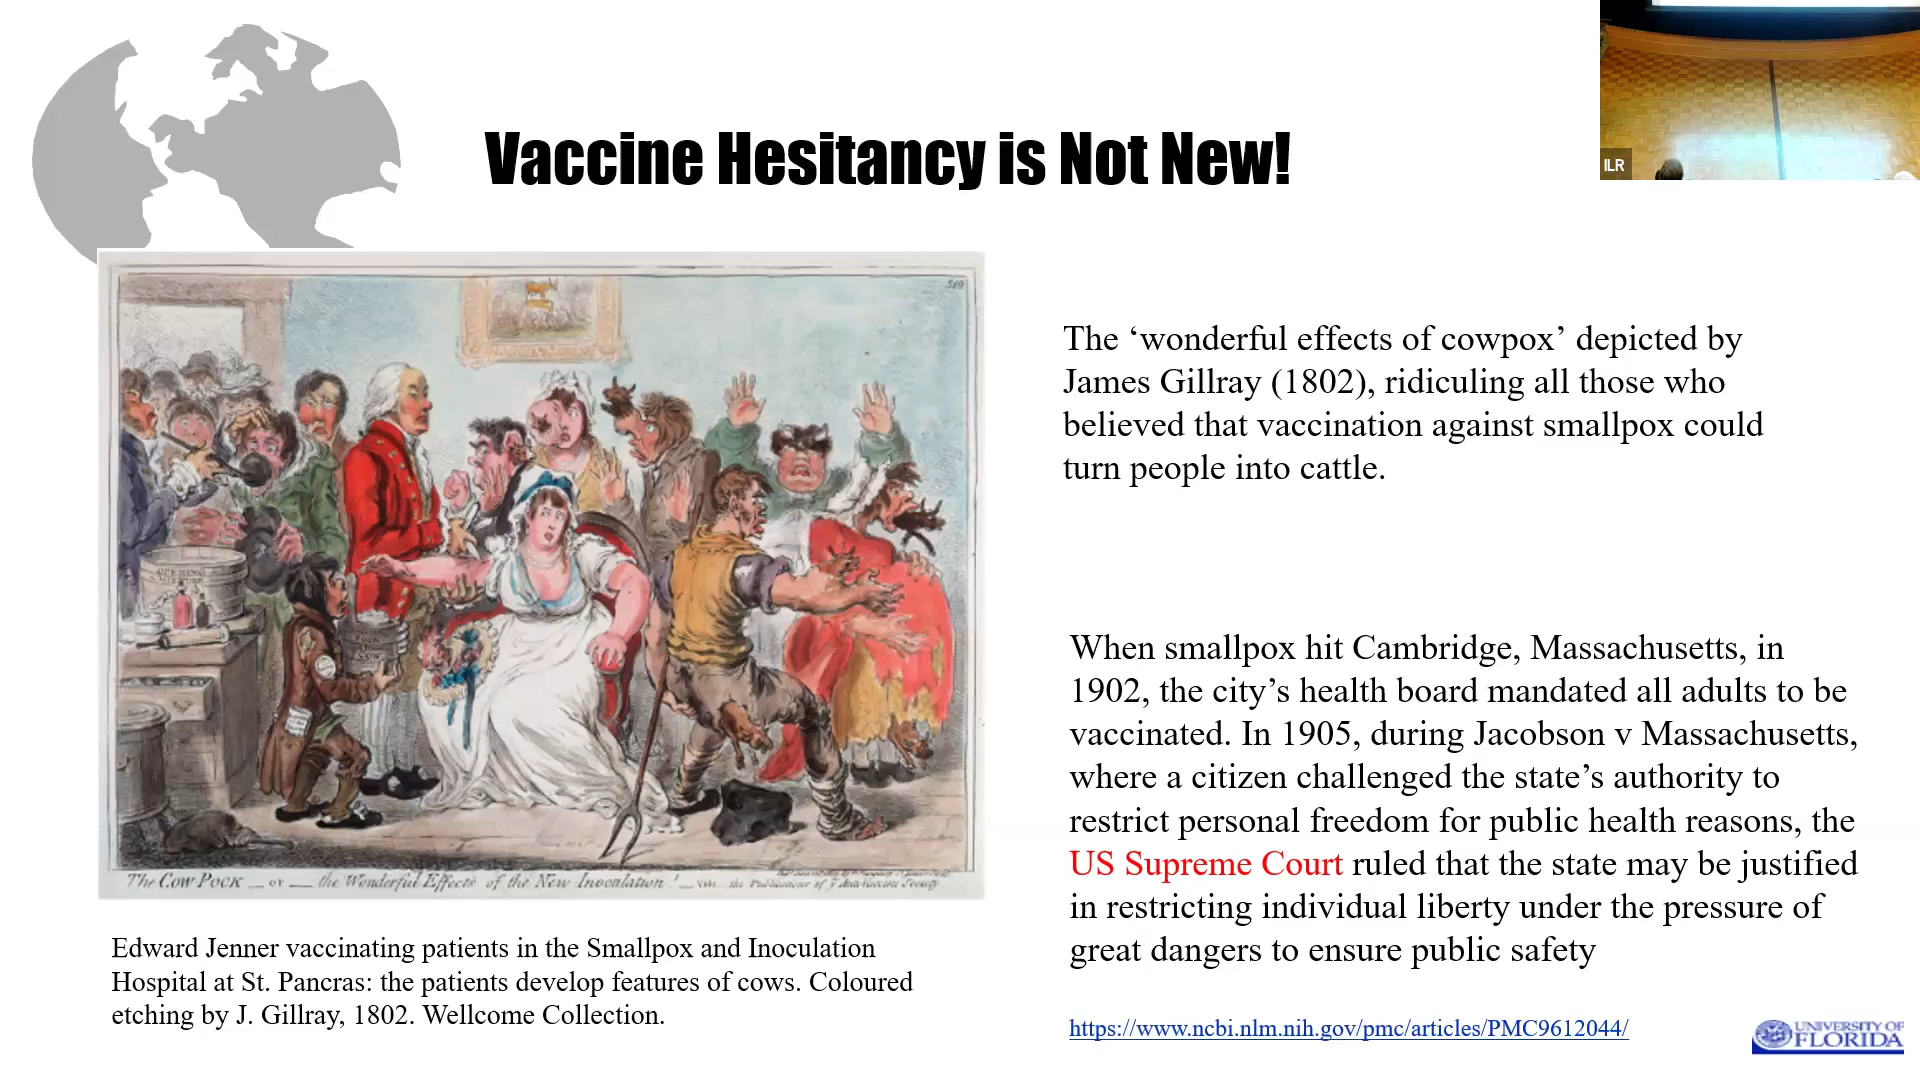 ILR
Vaccine Hesitancy is Not New!
The ‘wonderful effects of cowpox’ depicted by
James Gillray (1802), ridiculing all those who
believed that vaccination against smallpox could
turn people into cattle.
The Cow Pock — or — the Wonderful Effects of the New Inoculation!
When smallpox hit Cambridge, Massachusetts, in
1902, the city’s health board mandated all adults to be
vaccinated. In 1905, during Jacobson v Massachusetts,
where a citizen challenged the state’s authority to
restrict personal freedom for public health reasons, the
US Supreme Court ruled that the state may be justified
in restricting individual liberty under the pressure of
great dangers to ensure public safety
Edward Jenner vaccinating patients in the Smallpox and Inoculation
Hospital at St. Pancras: the patients develop features of cows. Coloured
etching by J. Gillray, 1802. Wellcome Collection.
https://www.ncbi.nlm.nih.gov/pmc/articles/PMC9612044/
UNIVERSITY OF
FLORIDA